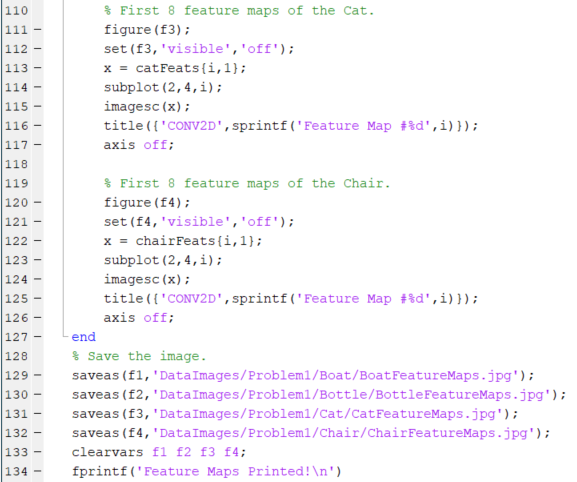 110 % First 8 feature maps of the Cat.
111 - figure(f3);
112 - set(f3,'visible','off');
113 - x = catFeats{i,1};
114 - subplot(2,4,i);
115 - imagesc(x);
116 - title({'CONV2D',sprintf('Feature Map #%d',i)});
117 - axis off;
118
119 % First 8 feature maps of the Chair.
120 - figure(f4);
121 - set(f4,'visible','off');
122 - x = chairFeats{i,1};
123 - subplot(2,4,i);
124 - imagesc(x);
125 - title({'CONV2D',sprintf('Feature Map #%d',i)});
126 - axis off;
127 - end
128 % Save the image.
129 - saveas(f1,'DataImages/Problem1/Boat/BoatFeatureMaps.jpg');
130 - saveas(f2,'DataImages/Problem1/Bottle/BottleFeatureMaps.jpg');
131 - saveas(f3,'DataImages/Problem1/Cat/CatFeatureMaps.jpg');
132 - saveas(f4,'DataImages/Problem1/Chair/ChairFeatureMaps.jpg');
133 - clearvars f1 f2 f3 f4;
134 - fprintf('Feature Maps Printed!\n')